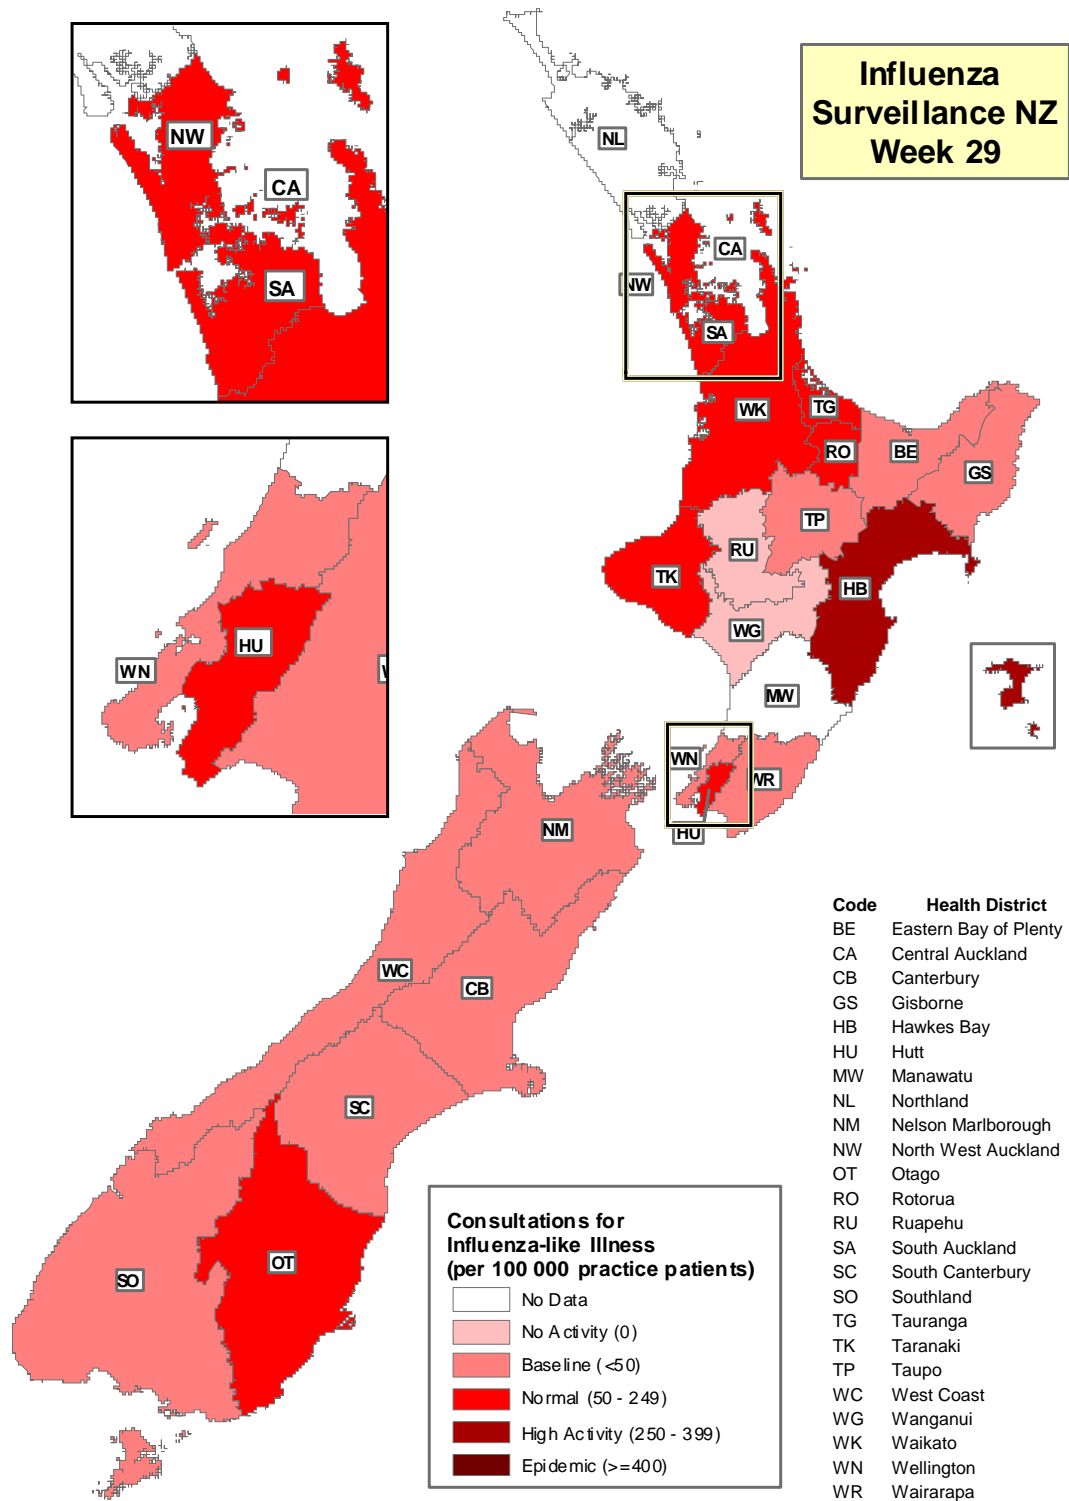 Influenza
Surveillance NZ
Week 29
NW
CA
SA
NL
CA
NW
SA
WK
TG
RO
BE
GS
TP
RU
TK
HB
WG
MW
HU
WN
WN
WR
HU
NM
WC
CB
SC
OT
SO
Consultations for
Influenza-like Illness
(per 100 000 practice patients)
No Data
No Activity (0)
Baseline (<50)
Normal (50 - 249)
High Activity (250 - 399)
Epidemic (>=400)
Code Health District
BE Eastern Bay of Plenty
CA Central Auckland
CB Canterbury
GS Gisborne
HB Hawkes Bay
HU Hutt
MW Manawatu
NL Northland
NM Nelson Marlborough
NW North West Auckland
OT Otago
RO Rotorua
RU Ruapehu
SA South Auckland
SC South Canterbury
SO Southland
TG Tauranga
TK Taranaki
TP Taupo
WC West Coast
WG Wanganui
WK Waikato
WN Wellington
WR Wairarapa